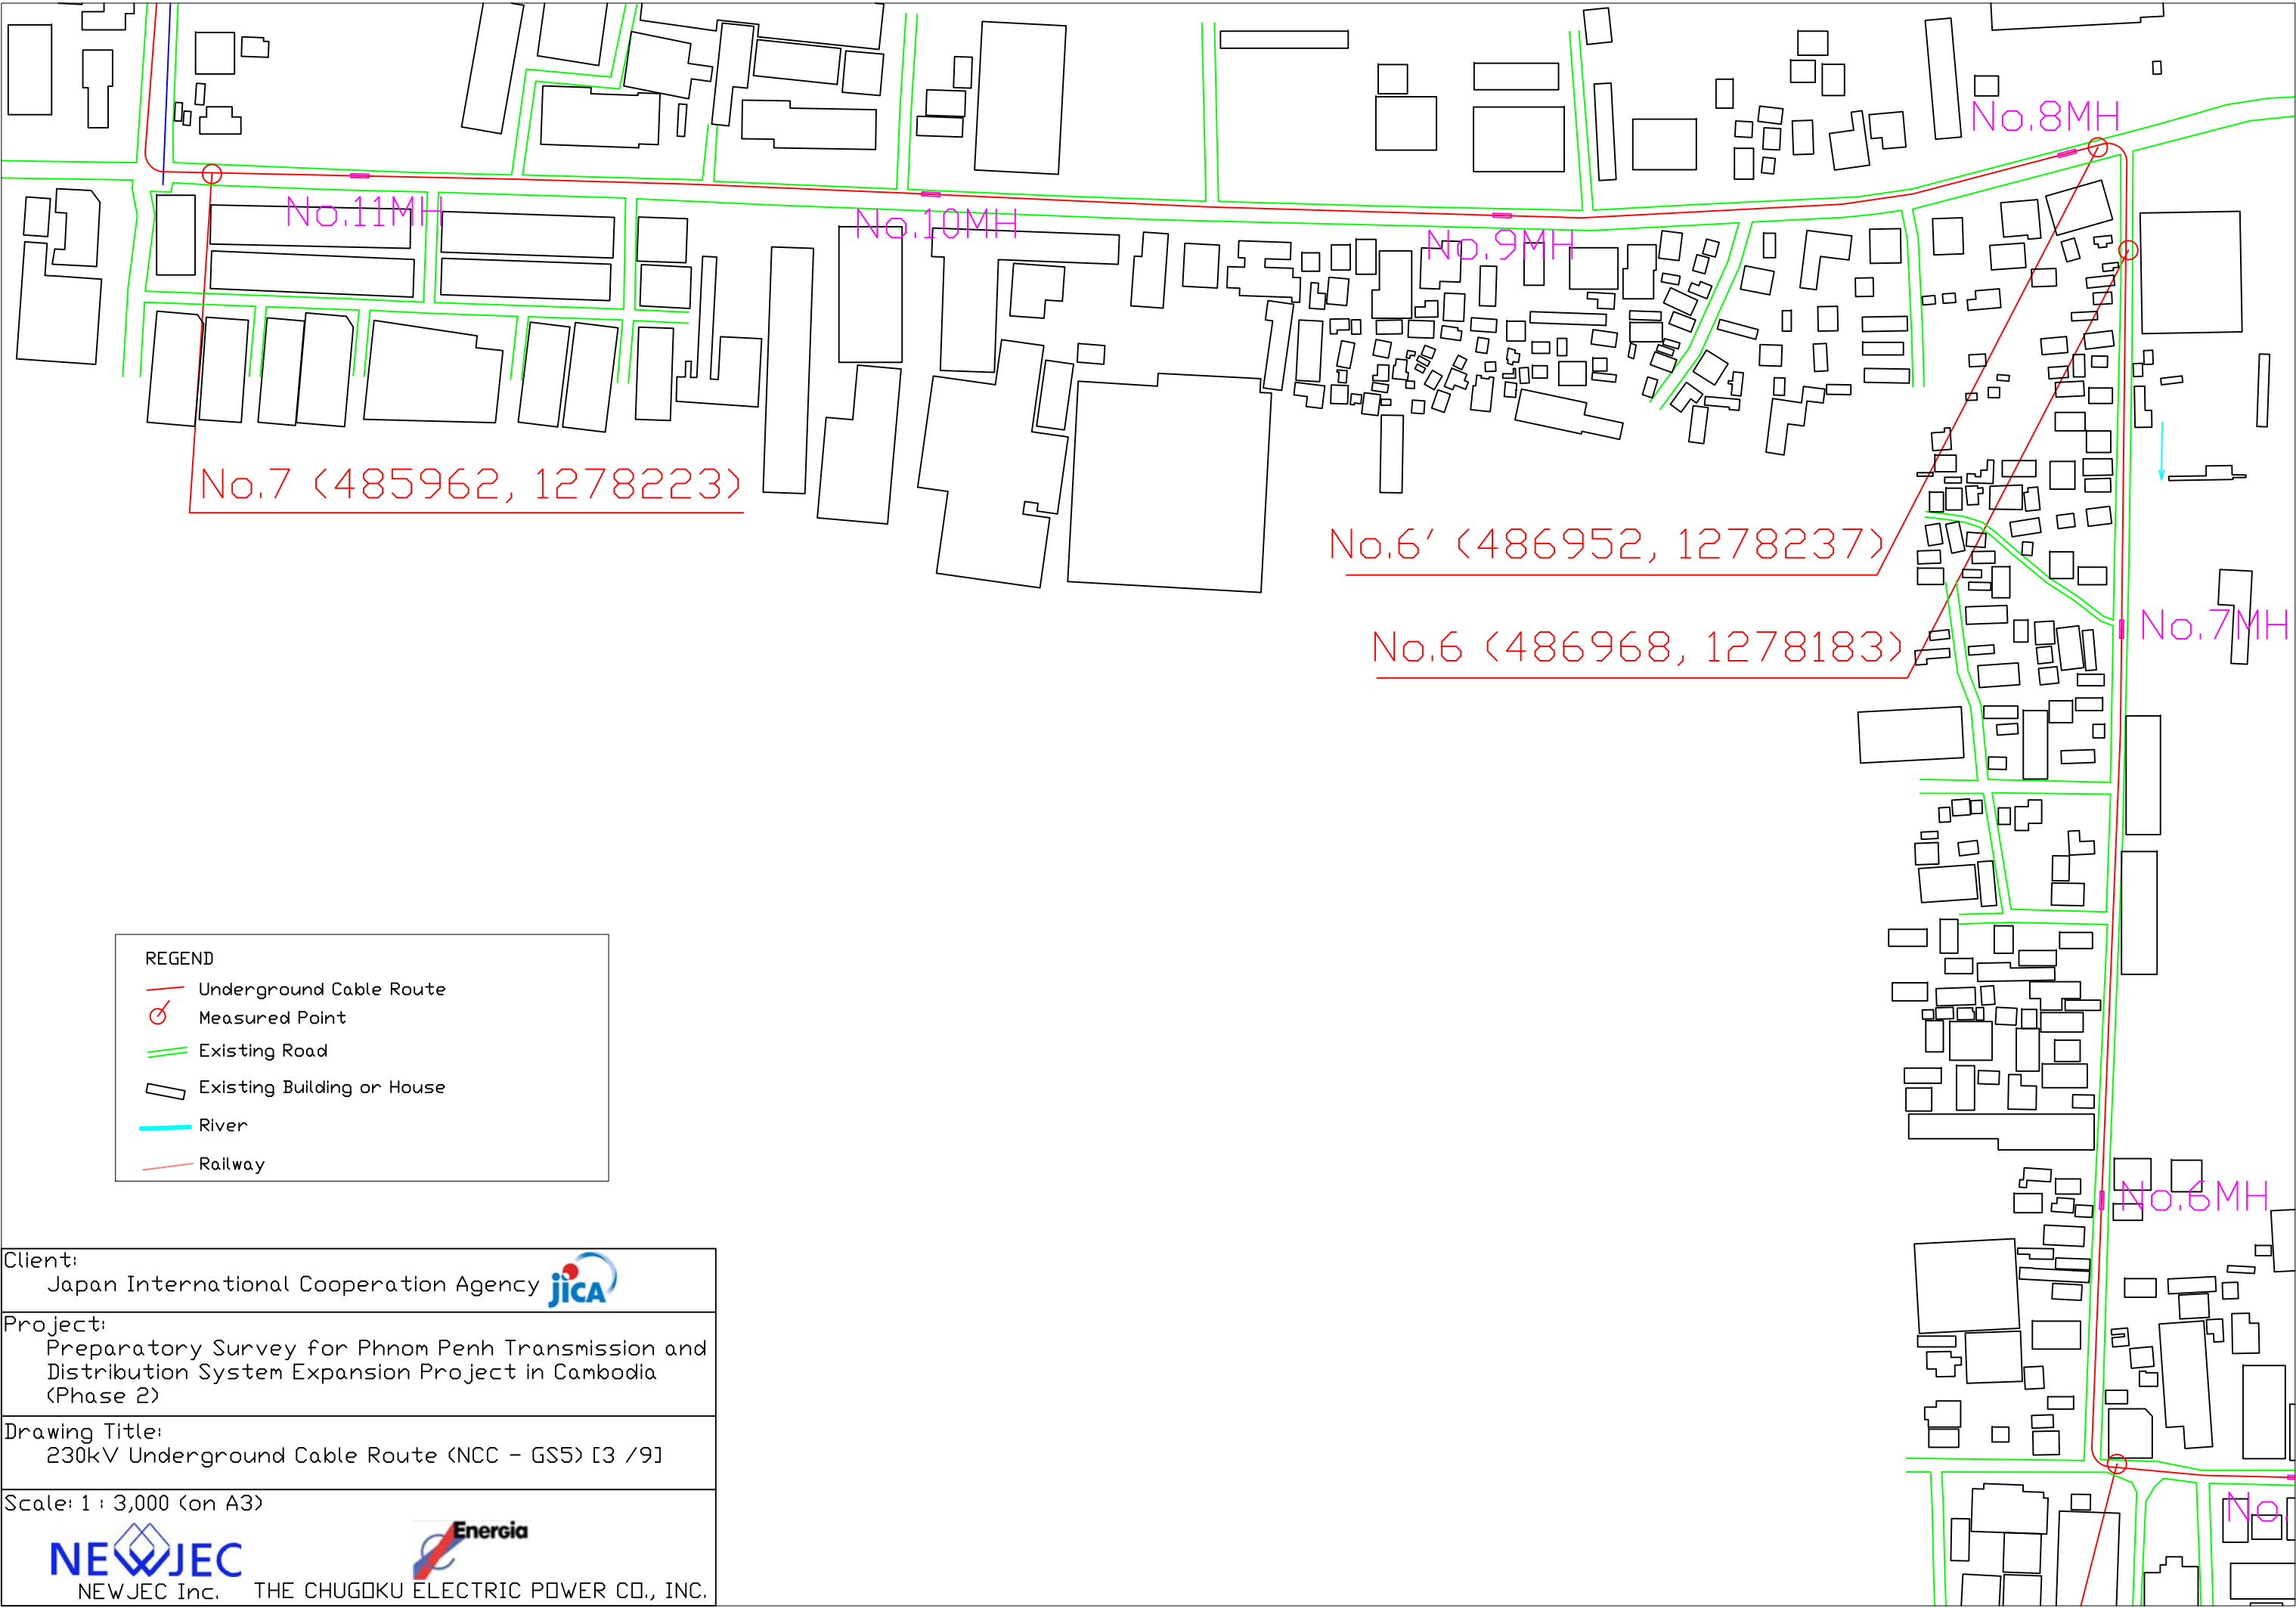 No.8MH
No.11MH
No.10MH
No.9MH
No.7 (485962, 1278223)
No.6' (486952, 1278237)
No.7MH
No.6 (486968, 1278183)
REGEND
Underground Cable Route
Measured Point
Existing Road
Existing Building or House
River
Railway
No.6MH
Client:
Japan International Cooperation Agency
jICA
Project:
Preparatory Survey for Phnom Penh Transmission and
Distribution System Expansion Project in Cambodia
(Phase 2)
Drawing Title:
230kV Underground Cable Route (NCC - GS5) [3 /9]
Scale: 1 : 3,000 (on A3)
No.
NEWJEC
Energia
NEWJEC Inc.
THE CHUGOKU ELECTRIC POWER CO., INC.